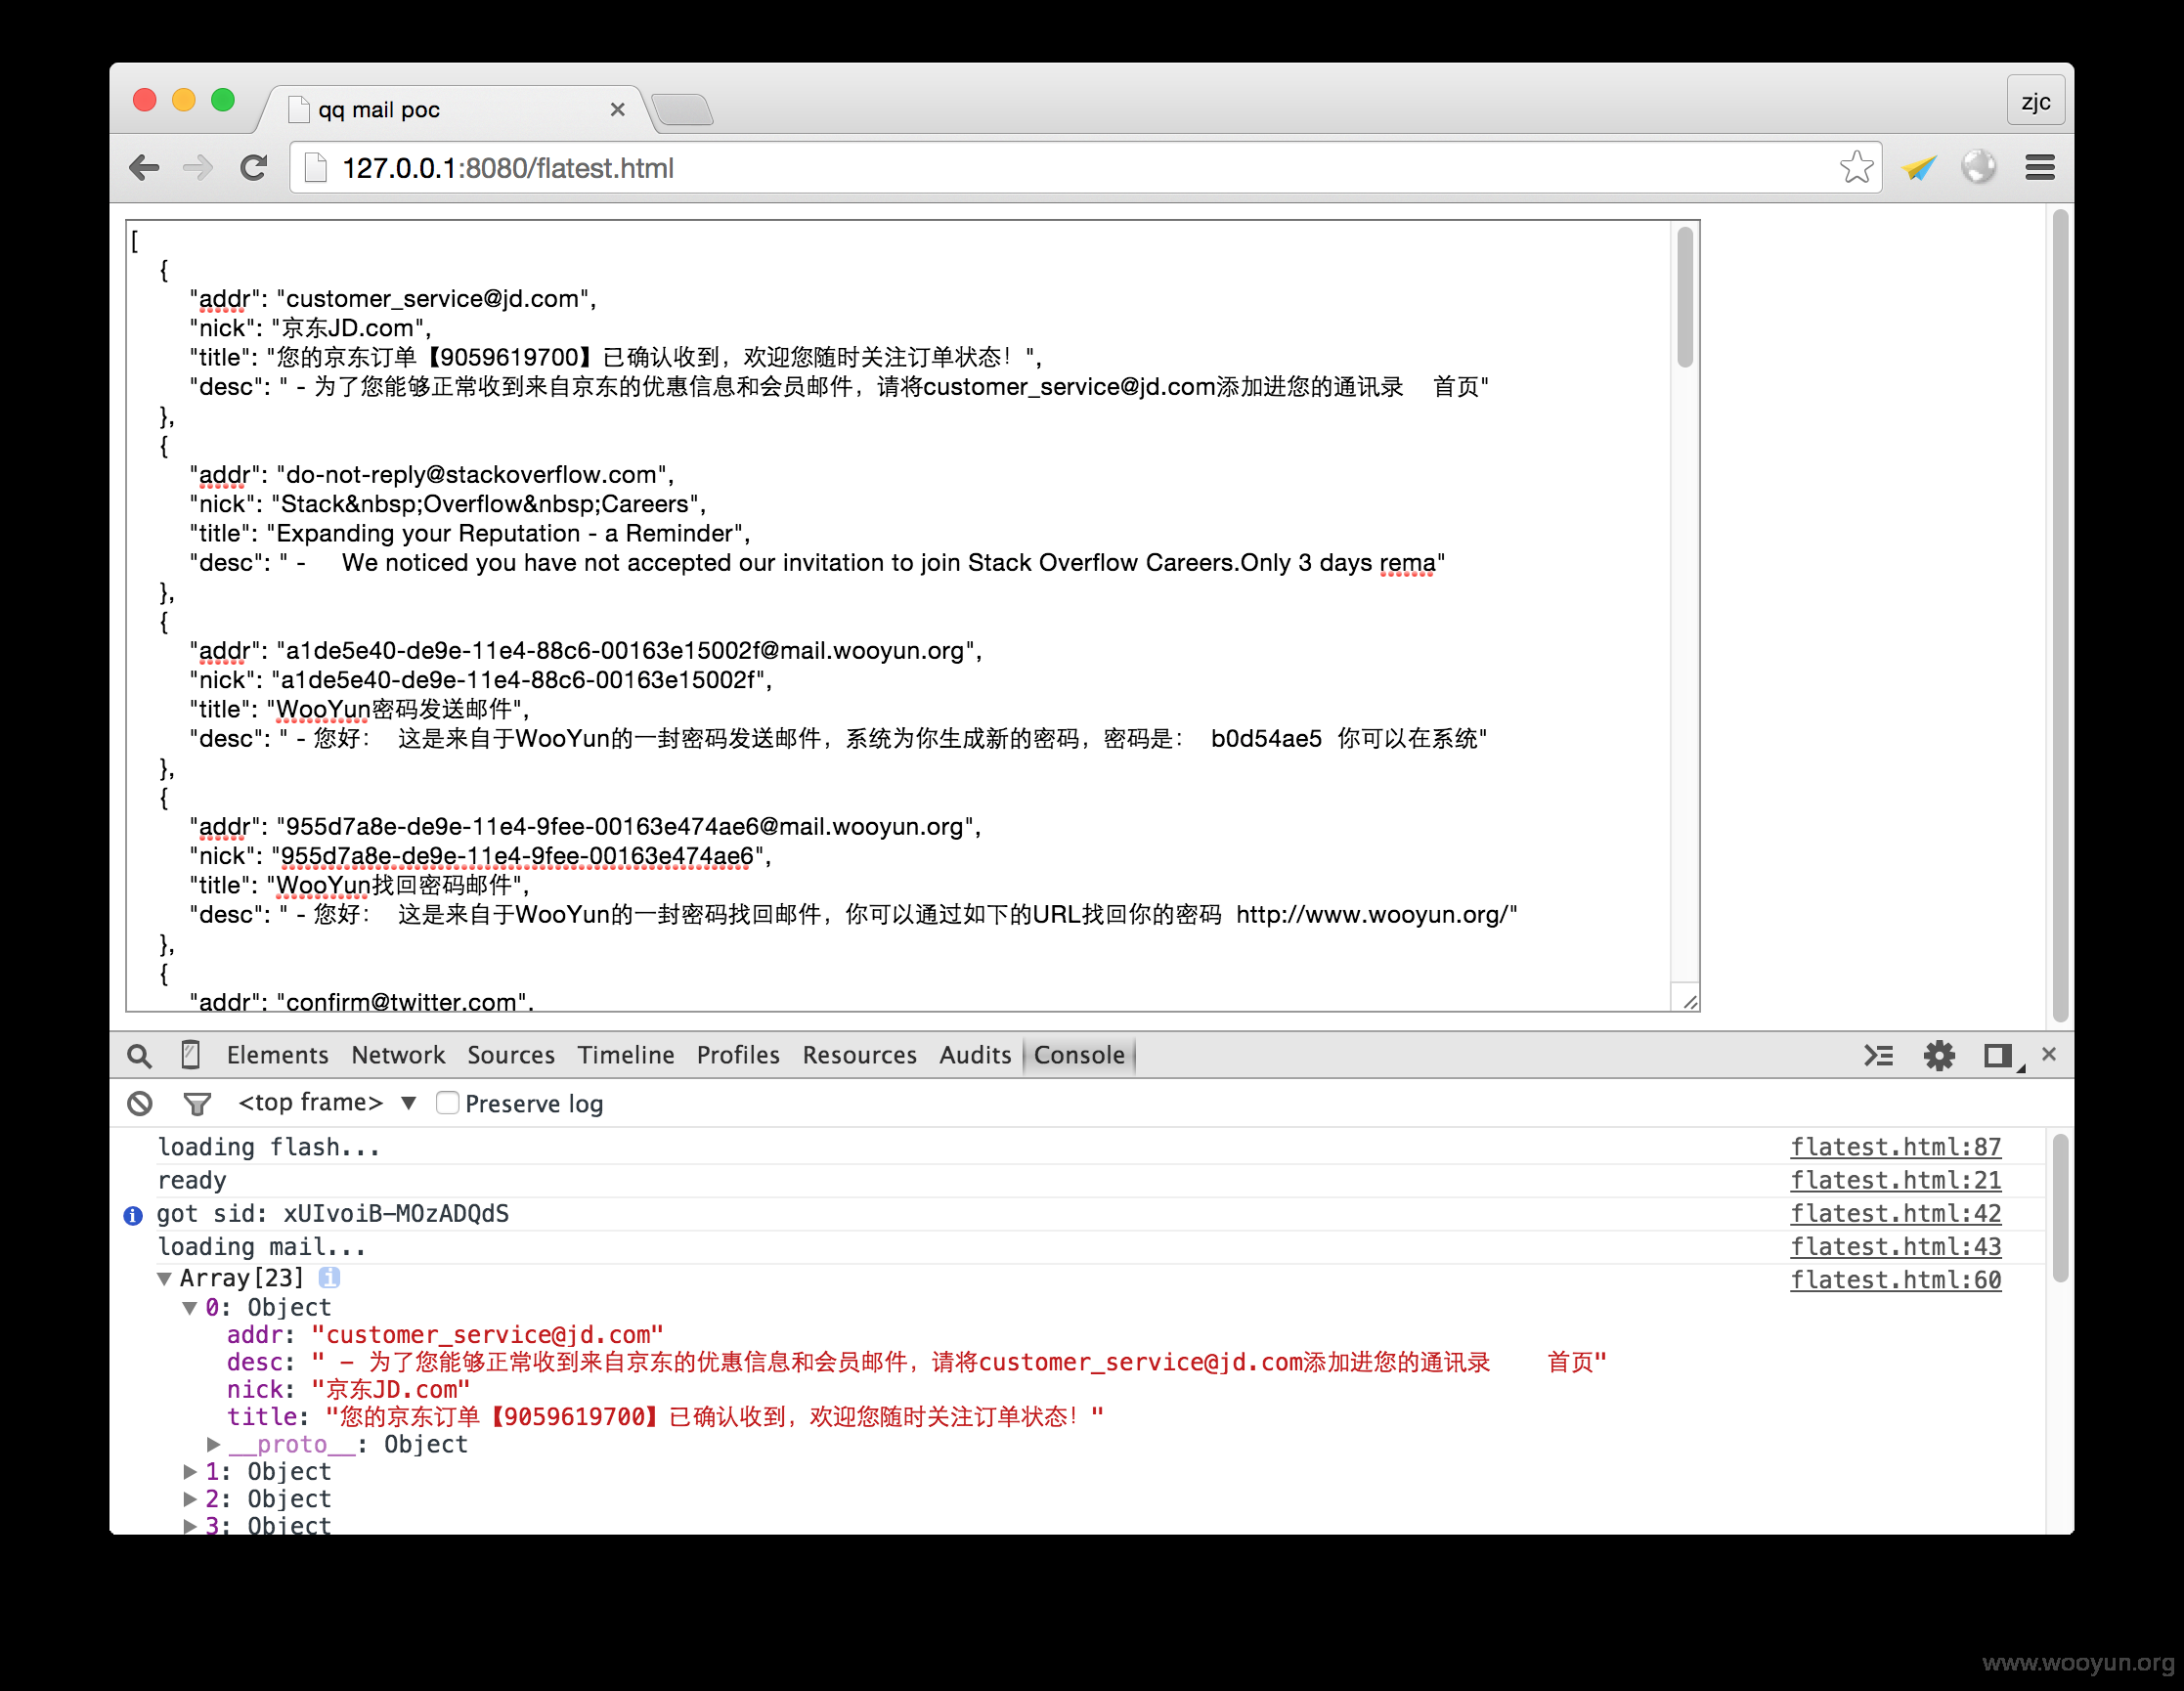 qq mail poc
zjc
127.0.0.1:8080/flatest.html
[
{
"addr": "customer_service@jd.com",
"nick": "京东JD.com",
"title": "您的京东订单【9059619700】已确认收到，欢迎您随时关注订单状态！",
"desc": " - 为了您能够正常收到来自京东的优惠信息和会员邮件，请将customer_service@jd.com添加进您的通讯录 首页"
},
{
"addr": "do-not-reply@stackoverflow.com",
"nick": "Stack&nbsp;Overflow&nbsp;Careers",
"title": "Expanding your Reputation - a Reminder",
"desc": " - We noticed you have not accepted our invitation to join Stack Overflow Careers.Only 3 days rema"
},
{
"addr": "a1de5e40-de9e-11e4-88c6-00163e15002f@mail.wooyun.org",
"nick": "a1de5e40-de9e-11e4-88c6-00163e15002f",
"title": "WooYun密码发送邮件",
"desc": " - 您好： 这是来自于WooYun的一封密码发送邮件，系统为你生成新的密码，密码是： b0d54ae5 你可以在系统"
},
{
"addr": "955d7a8e-de9e-11e4-9fee-00163e474ae6@mail.wooyun.org",
"nick": "955d7a8e-de9e-11e4-9fee-00163e474ae6",
"title": "WooYun找回密码邮件",
"desc": " - 您好： 这是来自于WooYun的一封密码找回邮件，你可以通过如下的URL找回你的密码 http://www.wooyun.org/"
},
{
"addr": "confirm@twitter.com",
Elements Network Sources Timeline Profiles Resources Audits Console
<top frame> ▼ Preserve log
loading flash... flatest.html:87
ready flatest.html:21
got sid: xUIvoiB-MOzADQdS flatest.html:42
loading mail... flatest.html:43
▼ Array[23] flatest.html:60
▼ 0: Object
addr: "customer_service@jd.com"
desc: " - 为了您能够正常收到来自京东的优惠信息和会员邮件，请将customer_service@jd.com添加进您的通讯录 首页"
nick: "京东JD.com"
title: "您的京东订单【9059619700】已确认收到，欢迎您随时关注订单状态！"
▶ __proto__: Object
▶ 1: Object
▶ 2: Object
▶ 3: Object
www.wooyun.org